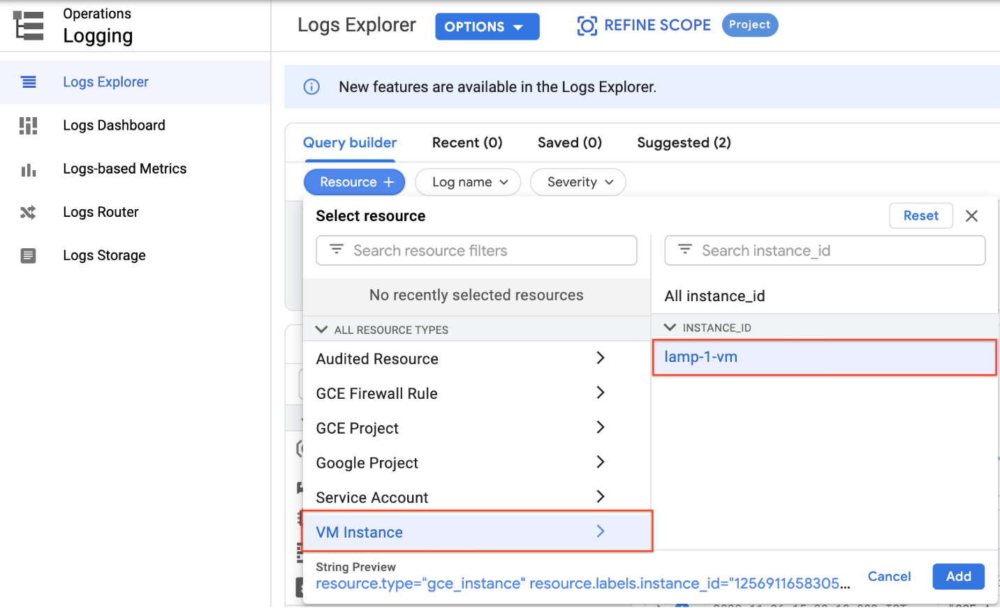 Operations
Logging
Logs Explorer
OPTIONS
REFINE SCOPE
Project
Logs Explorer
Logs Dashboard
Logs-based Metrics
Logs Router
Logs Storage
New features are available in the Logs Explorer.
Query builder
Recent (0)
Saved (0)
Suggested (2)
Resource
Log name
Severity
Select resource
Reset
Search resource filters
No recently selected resources
ALL RESOURCE TYPES
Audited Resource
GCE Firewall Rule
GCE Project
Google Project
Service Account
VM Instance
Search instance_id
All instance_id
INSTANCE_ID
lamp-1-vm
String Preview
resource.type="gce_instance" resource.labels.instance_id="1256911658305...
Cancel
Add